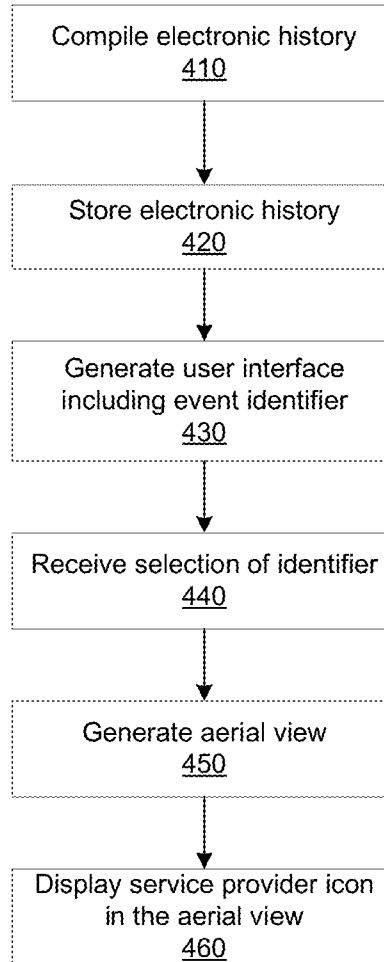 Compile electronic history
410
Store electronic history
420
Generate user interface
including event identifier
430
Receive selection of identifier
440
Generate aerial view
450
Display service provider icon
in the aerial view
460